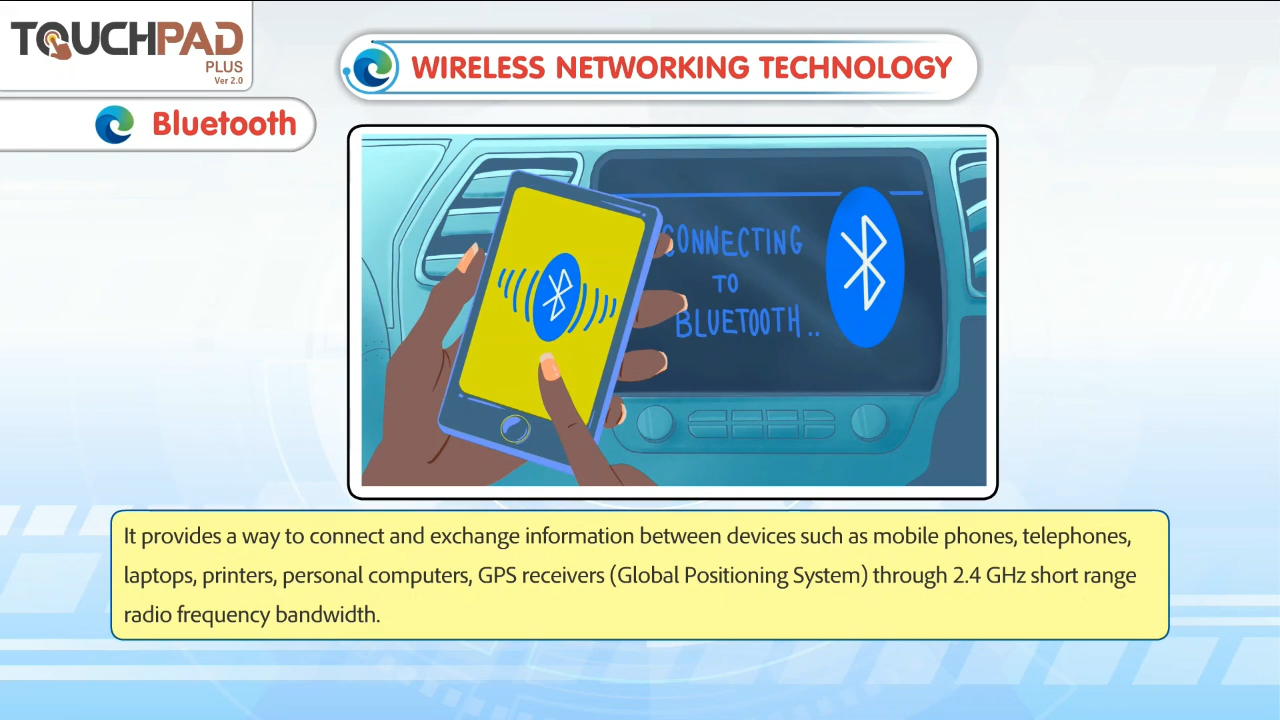 TOUCHPAD
PLUS
Ver 2.0
WIRELESS NETWORKING TECHNOLOGY
Bluetooth
CONNECTING
TO
BLUETOOTH..
It provides a way to connect and exchange information between devices such as mobile phones, telephones,
laptops, printers, personal computers, GPS receivers (Global Positioning System) through 2.4 GHz short range
radio frequency bandwidth.